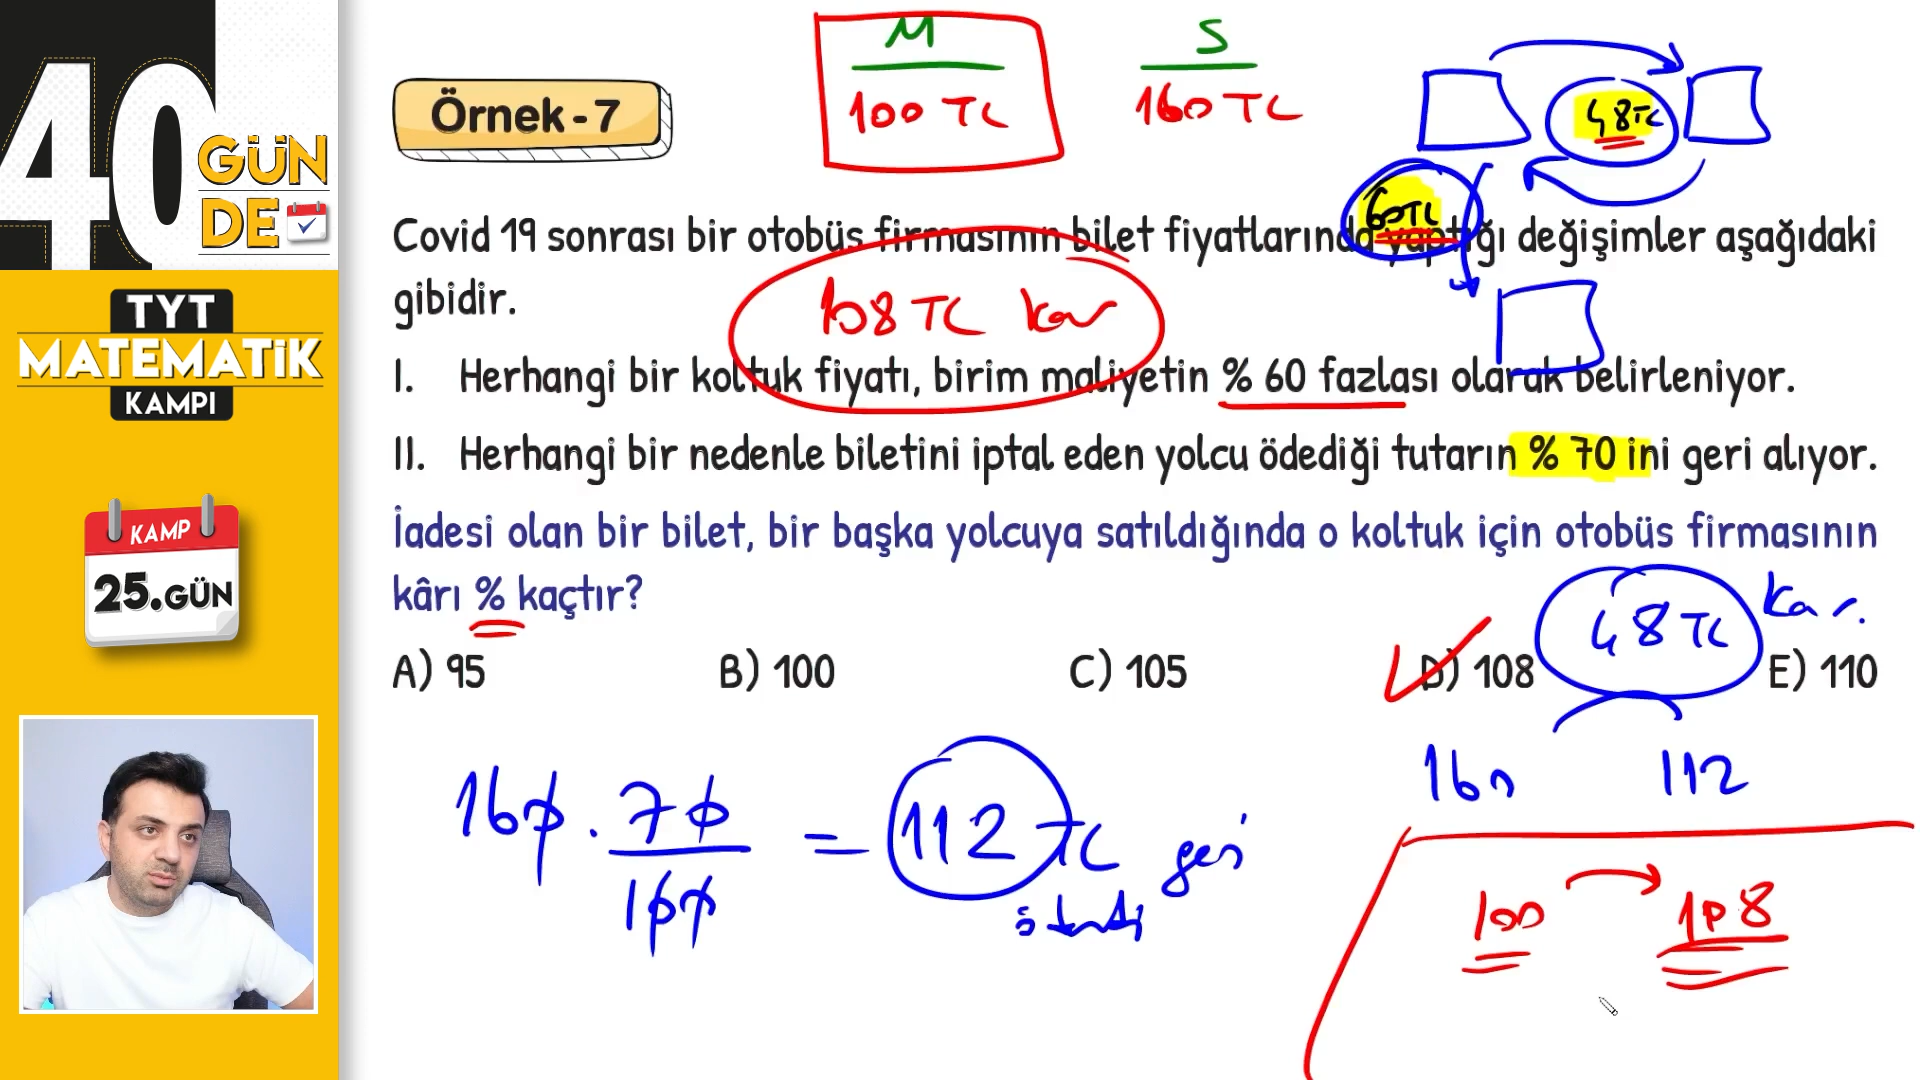 40
GÜN
DE
TYT
MATEMATİK
KAMPI
KAMP
25.GÜN
Örnek - 7
M
S
100 TL
160 TL
48TL
60TL
Covid 19 sonrası bir otobüs firmasının bilet fiyatlarında yaptığı değişimler aşağıdaki
gibidir.
108 TL kar
I. Herhangi bir koltuk fiyatı, birim maliyetin % 60 fazlası olarak belirleniyor.
II. Herhangi bir nedenle biletini iptal eden yolcu ödediği tutarın % 70 ini geri alıyor.
İadesi olan bir bilet, bir başka yolcuya satıldığında o koltuk için otobüs firmasının
kârı % kaçtır?
48 TL kar.
A) 95 B) 100 C) 105 D) 108 E) 110
160 112
160 . 70/100 = 112 TL geri
100 108